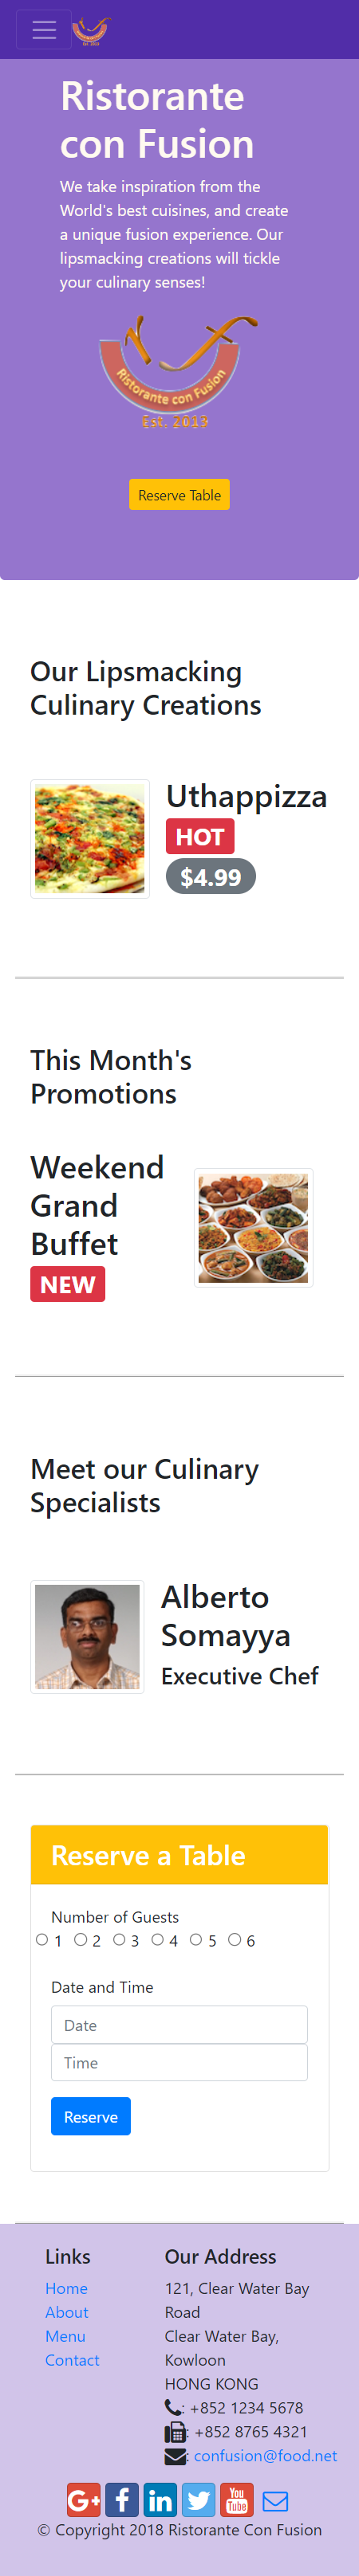 Est. 2013
Ristorante
con Fusion
We take inspiration from the
World's best cuisines, and create
a unique fusion experience. Our
lipsmacking creations will tickle
your culinary senses!
Ristorante con Fusion
Est. 2013
Reserve Table
Our Lipsmacking
Culinary Creations
Uthappizza
HOT
$4.99
This Month's
Promotions
Weekend
Grand
Buffet
NEW
Meet our Culinary
Specialists
Alberto
Somayya
Executive Chef
Reserve a Table
Number of Guests
1 2 3 4 5 6
Date and Time
Date
Time
Reserve
Links
Home
About
Menu
Contact
Our Address
121, Clear Water Bay
Road
Clear Water Bay,
Kowloon
HONG KONG
: +852 1234 5678
: +852 8765 4321
: confusion@food.net
G+ f in You Tube
© Copyright 2018 Ristorante Con Fusion